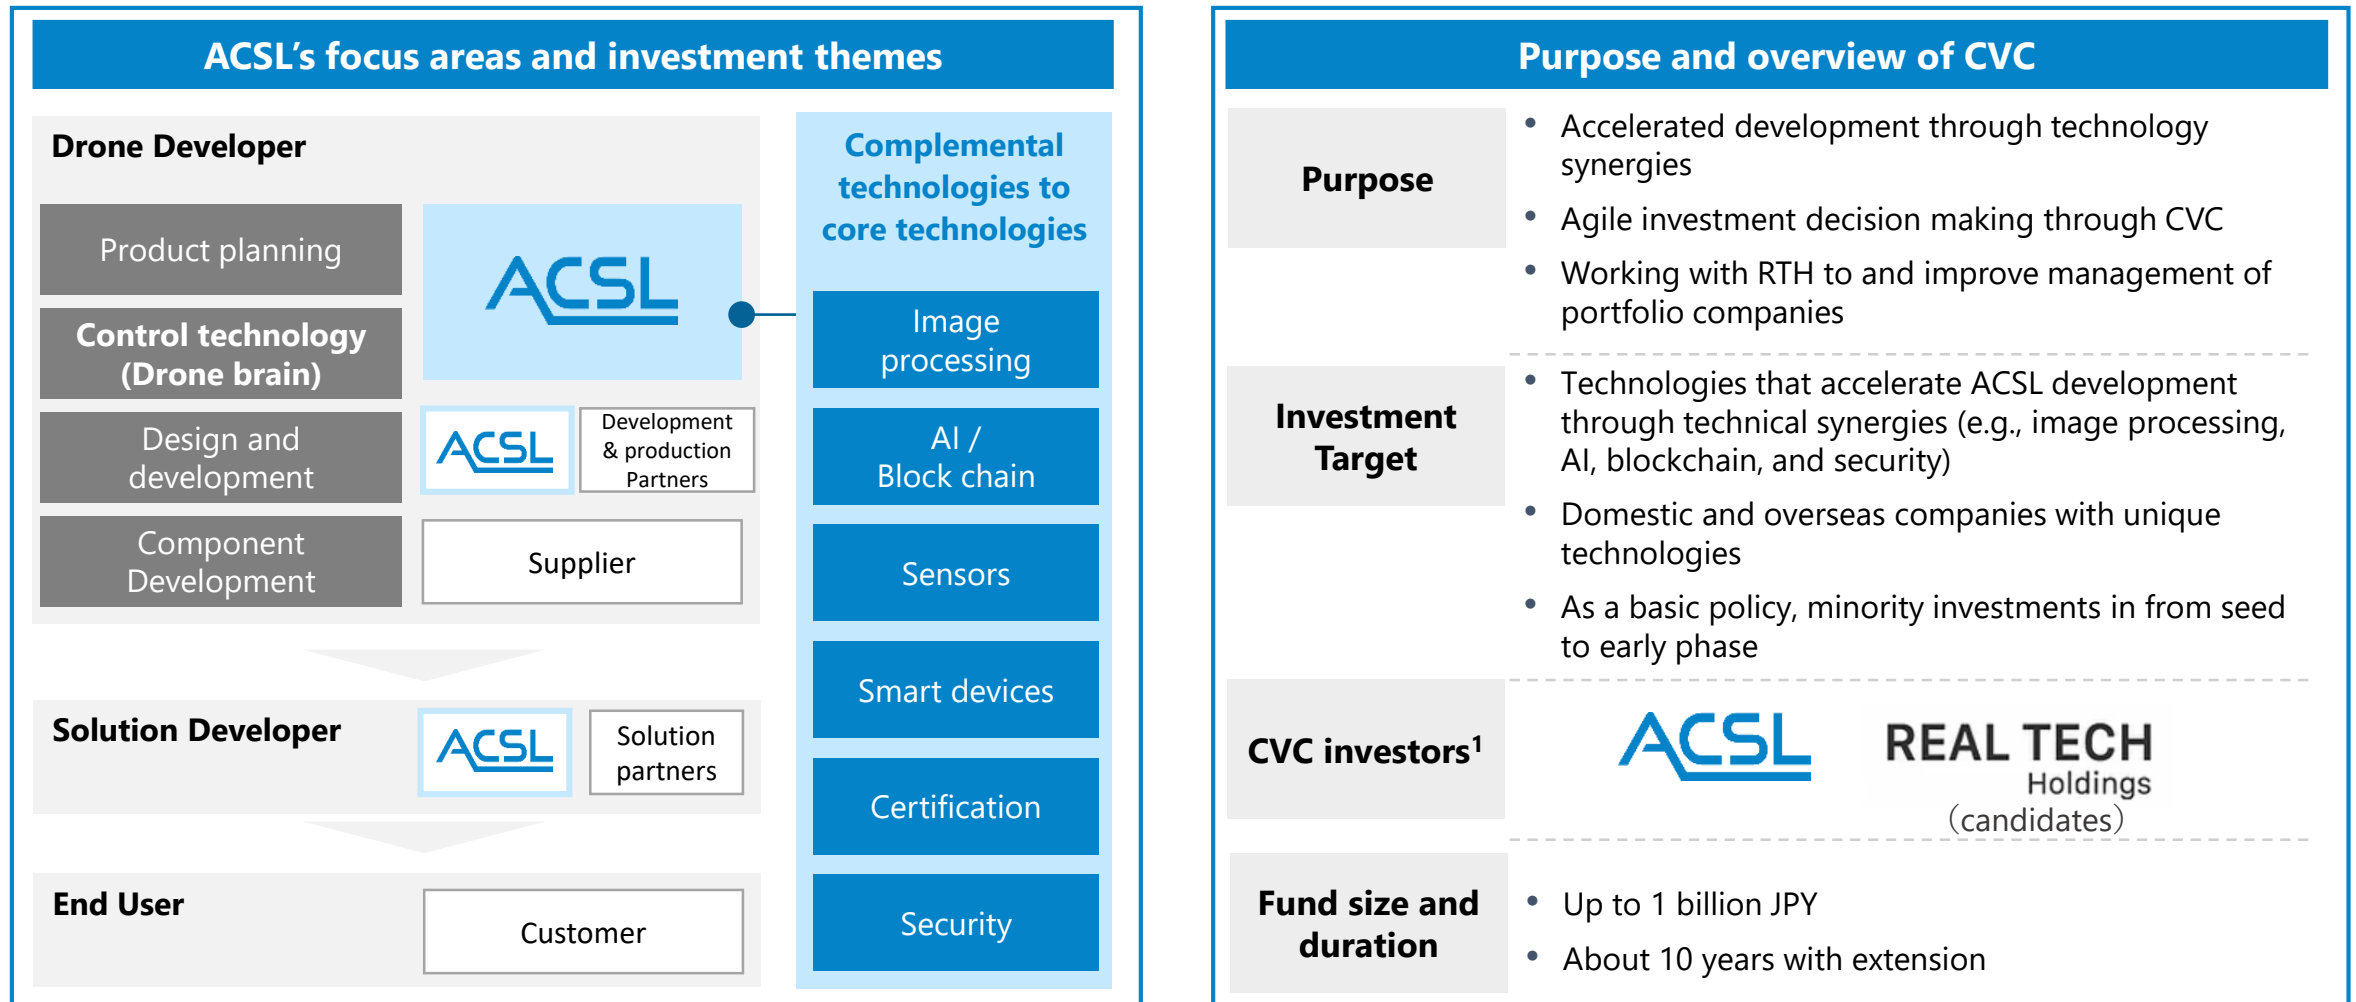 ACSL’s focus areas and investment themes
Drone Developer
Product planning
Control technology
(Drone brain)
Design and
development
Component
Development
ACSL
ACSL
Development
& production
Partners
Supplier
Solution Developer
ACSL
Solution
partners
End User
Customer
Complemental
technologies to
core technologies
Image
processing
AI /
Block chain
Sensors
Smart devices
Certification
Security
Purpose and overview of CVC
Purpose
• Accelerated development through technology
synergies
• Agile investment decision making through CVC
• Working with RTH to and improve management of
portfolio companies
Investment
Target
• Technologies that accelerate ACSL development
through technical synergies (e.g., image processing,
AI, blockchain, and security)
• Domestic and overseas companies with unique
technologies
• As a basic policy, minority investments in from seed
to early phase
CVC investors¹
ACSL
REAL TECH
Holdings
（candidates）
Fund size and
duration
• Up to 1 billion JPY
• About 10 years with extension